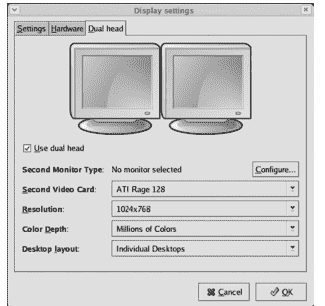 Display settings
Settings Hardware Dual head
Use dual head
Second Monitor Type: No monitor selected Configure...
Second Video Card: ATI Rage 128
Resolution: 1024x768
Color Depth: Millions of Colors
Desktop layout: Individual Desktops
Cancel OK